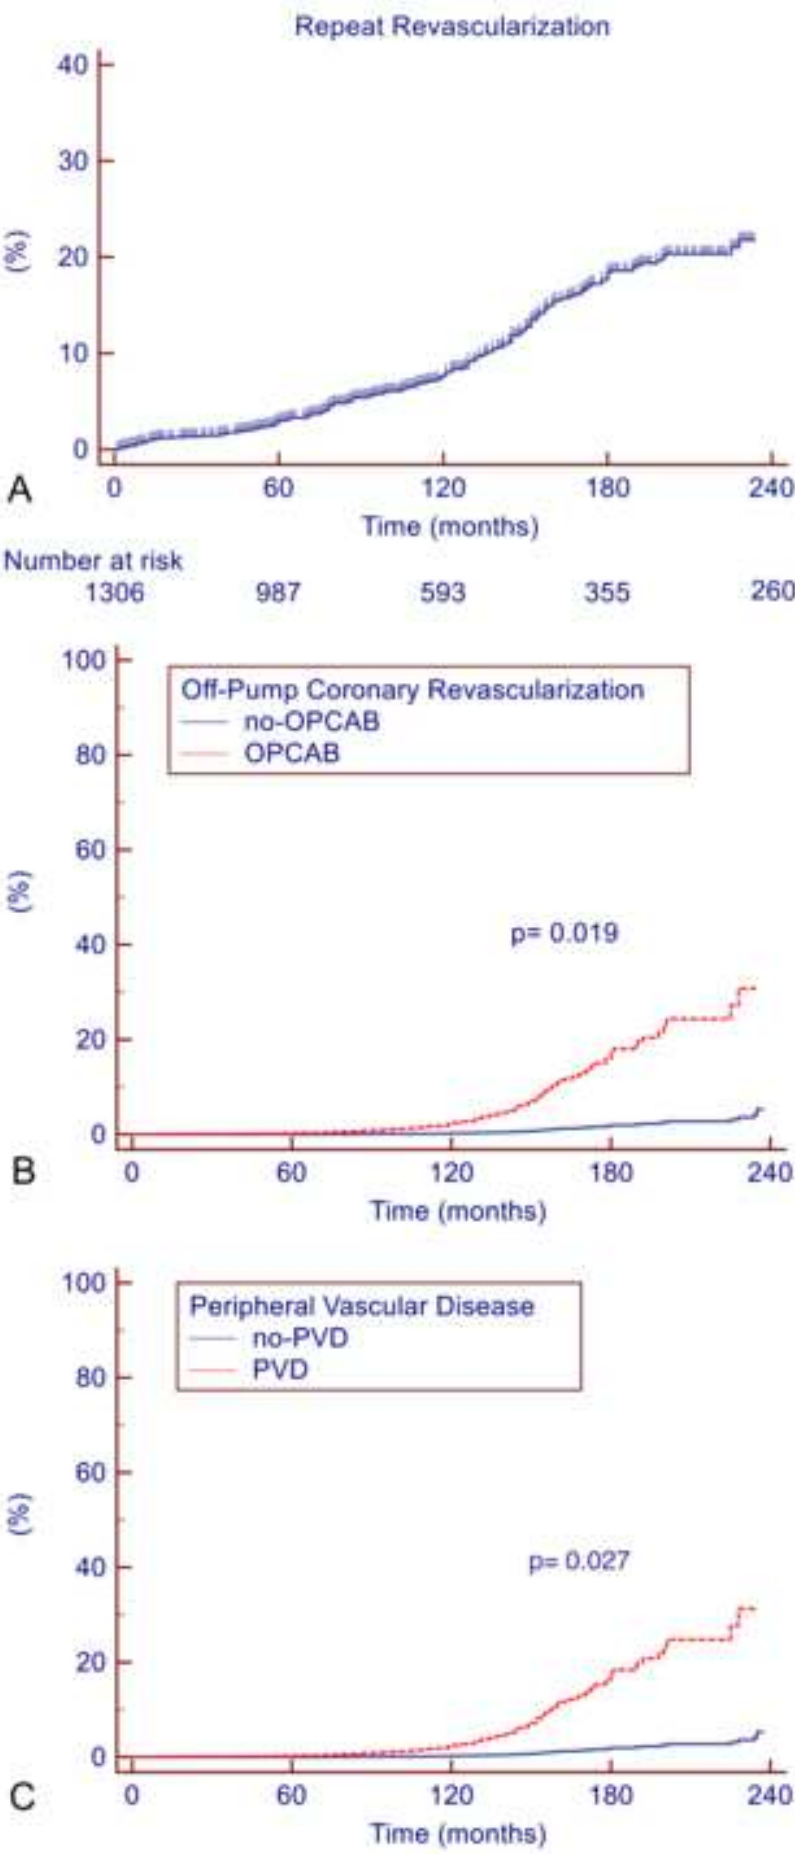 Repeat Revascularization
40
30
20
10
0
(%)
0 60 120 180 240
Time (months)
A
Number at risk
1306 987 593 355 260
100
80
60
40
20
0
(%)
Off-Pump Coronary Revascularization
no-OPCAB
OPCAB
p= 0.019
0 60 120 180 240
Time (months)
B
100
80
60
40
20
0
(%)
Peripheral Vascular Disease
no-PVD
PVD
p= 0.027
0 60 120 180 240
Time (months)
C